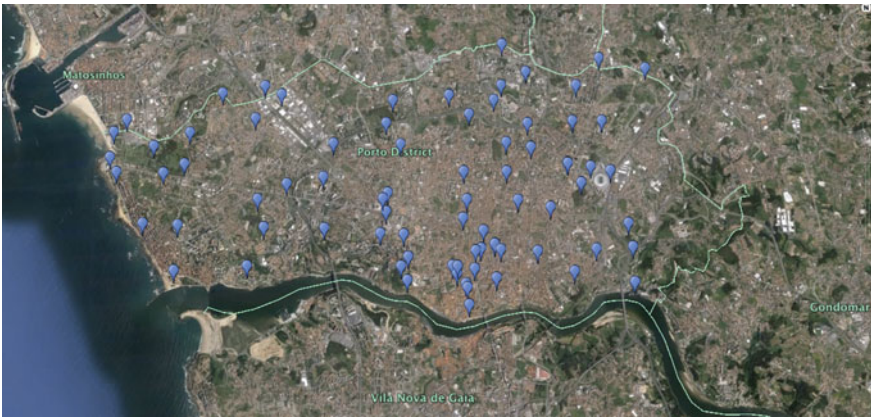 N
Matosinhos
Porto District
Gondomar
Vila Nova de Gaia